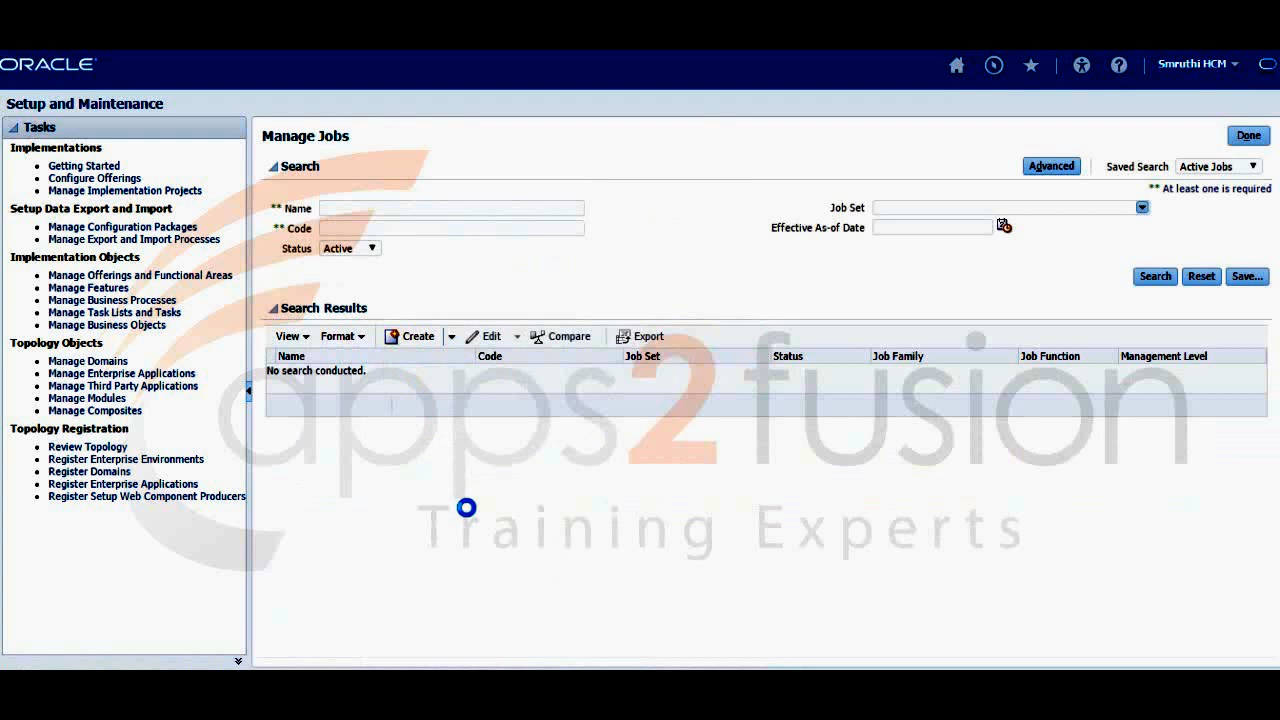 ORACLE
Smruthi HCM
Setup and Maintenance
Tasks
Implementations
Getting Started
Configure Offerings
Manage Implementation Projects
Setup Data Export and Import
Manage Configuration Packages
Manage Export and Import Processes
Implementation Objects
Manage Offerings and Functional Areas
Manage Features
Manage Business Processes
Manage Task Lists and Tasks
Manage Business Objects
Topology Objects
Manage Domains
Manage Enterprise Applications
Manage Third Party Applications
Manage Modules
Manage Composites
Topology Registration
Review Topology
Register Enterprise Environments
Register Domains
Register Enterprise Applications
Register Setup Web Component Producers
Manage Jobs
Done
Search
Advanced
Saved Search Active Jobs
** At least one is required
** Name
Job Set
** Code
Effective As-of Date
Status Active
Search Reset Save...
Search Results
View Format Create Edit Compare Export
Name Code Job Set Status Job Family Job Function Management Level
No search conducted.
apps2fusion
Training Experts